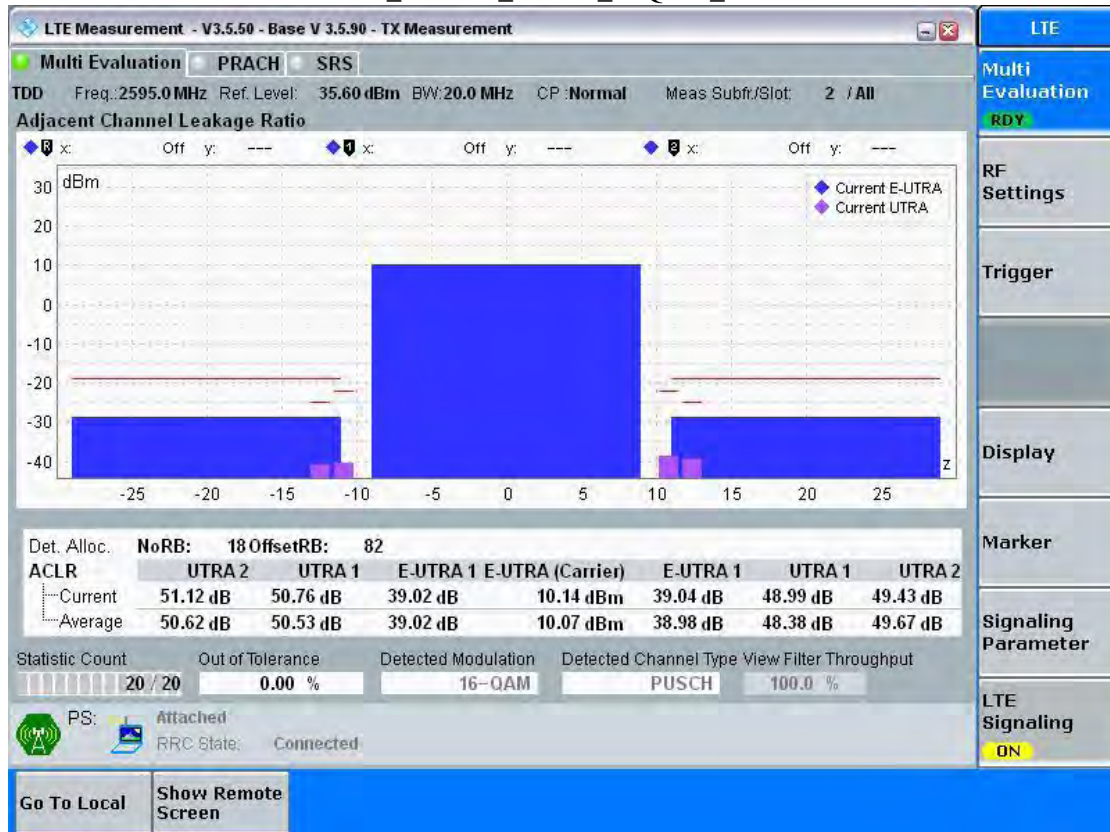 LTE Measurement - V3.5.50 - Base V 3.5.90 - TX Measurement
LTE
Multi Evaluation PRACH SRS
TDD Freq.:2595.0 MHz Ref. Level: 35.60 dBm BW:20.0 MHz CP :Normal Meas Subfr./Slot: 2 / All
Adjacent Channel Leakage Ratio
R x: Off y: --- 1 x: Off y: --- 2 x: Off y: ---
dBm
Current E-UTRA
Current UTRA
30
20
10
0
-10
-20
-30
-40
z
-25 -20 -15 -10 -5 0 5 10 15 20 25
Det. Alloc. NoRB: 18 OffsetRB: 82
ACLR UTRA 2 UTRA 1 E-UTRA 1 E-UTRA (Carrier) E-UTRA 1 UTRA 1 UTRA 2
Current 51.12 dB 50.76 dB 39.02 dB 10.14 dBm 39.04 dB 48.99 dB 49.43 dB
Average 50.62 dB 50.53 dB 39.02 dB 10.07 dBm 38.98 dB 48.38 dB 49.67 dB
Statistic Count Out of Tolerance Detected Modulation Detected Channel Type View Filter Throughput
20 / 20 0.00 % 16-QAM PUSCH 100.0 %
PS: Attached
RRC State: Connected
Go To Local
Show Remote
Screen
Multi
Evaluation
RDY
RF
Settings
Trigger
Display
Marker
Signaling
Parameter
LTE
Signaling
ON